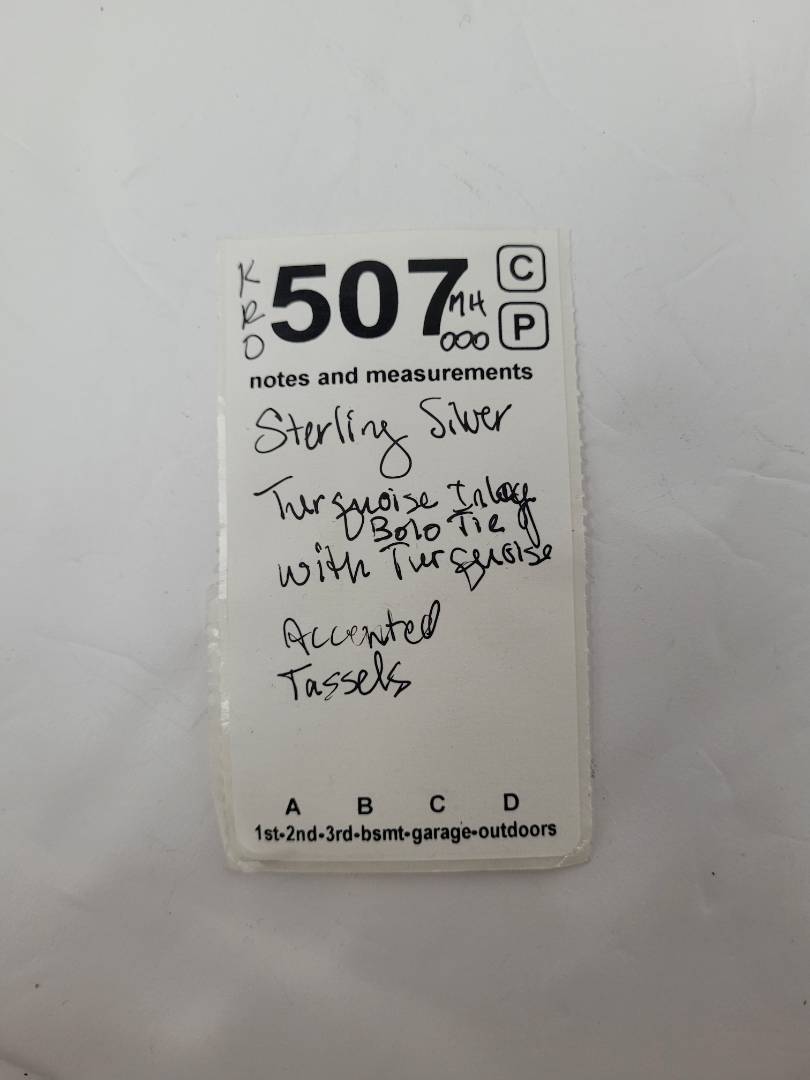 K
R
O
507
MH
000
C
P
notes and measurements
Sterling Silver
Turquoise Inlay
Bolo Tie
with Turquoise
Accented
Tassels
A B C D
1st-2nd-3rd-bsmt-garage-outdoors